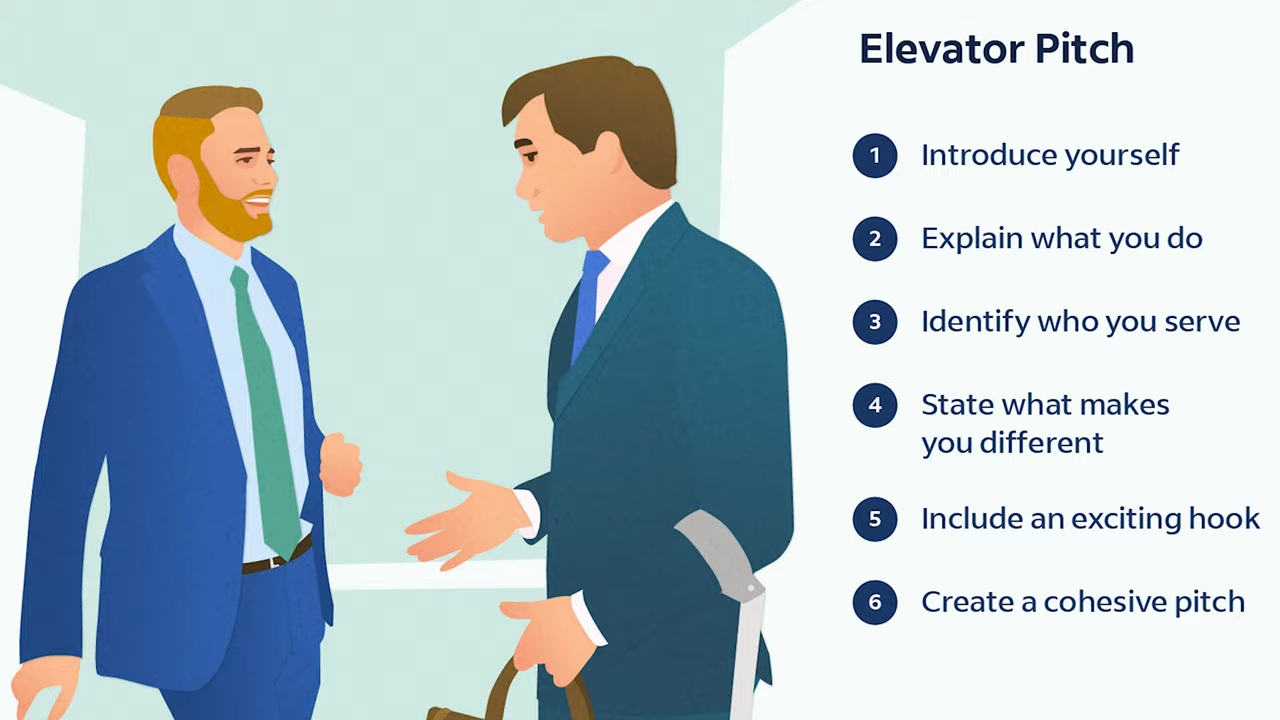 Elevator Pitch
1 Introduce yourself
2 Explain what you do
3 Identify who you serve
4 State what makes
you different
5 Include an exciting hook
6 Create a cohesive pitch